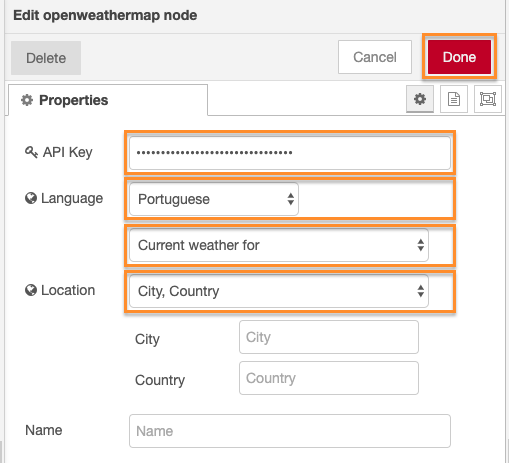 Edit openweathermap node
Delete Cancel Done
Properties
API Key ••••••••••••••••••••••••••••••••
Language Portuguese
Current weather for
Location City, Country
City City
Country Country
Name Name